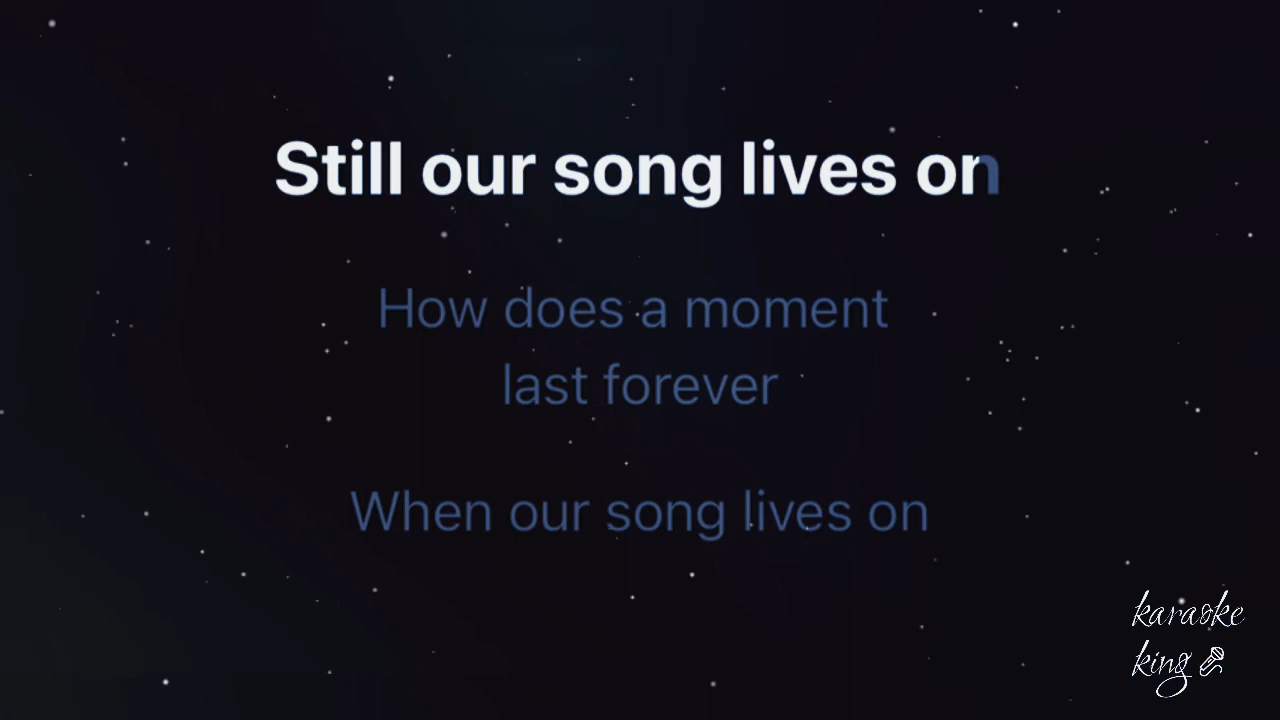 Still our song lives on
How does a moment
last forever
When our song lives on
karaoke
king